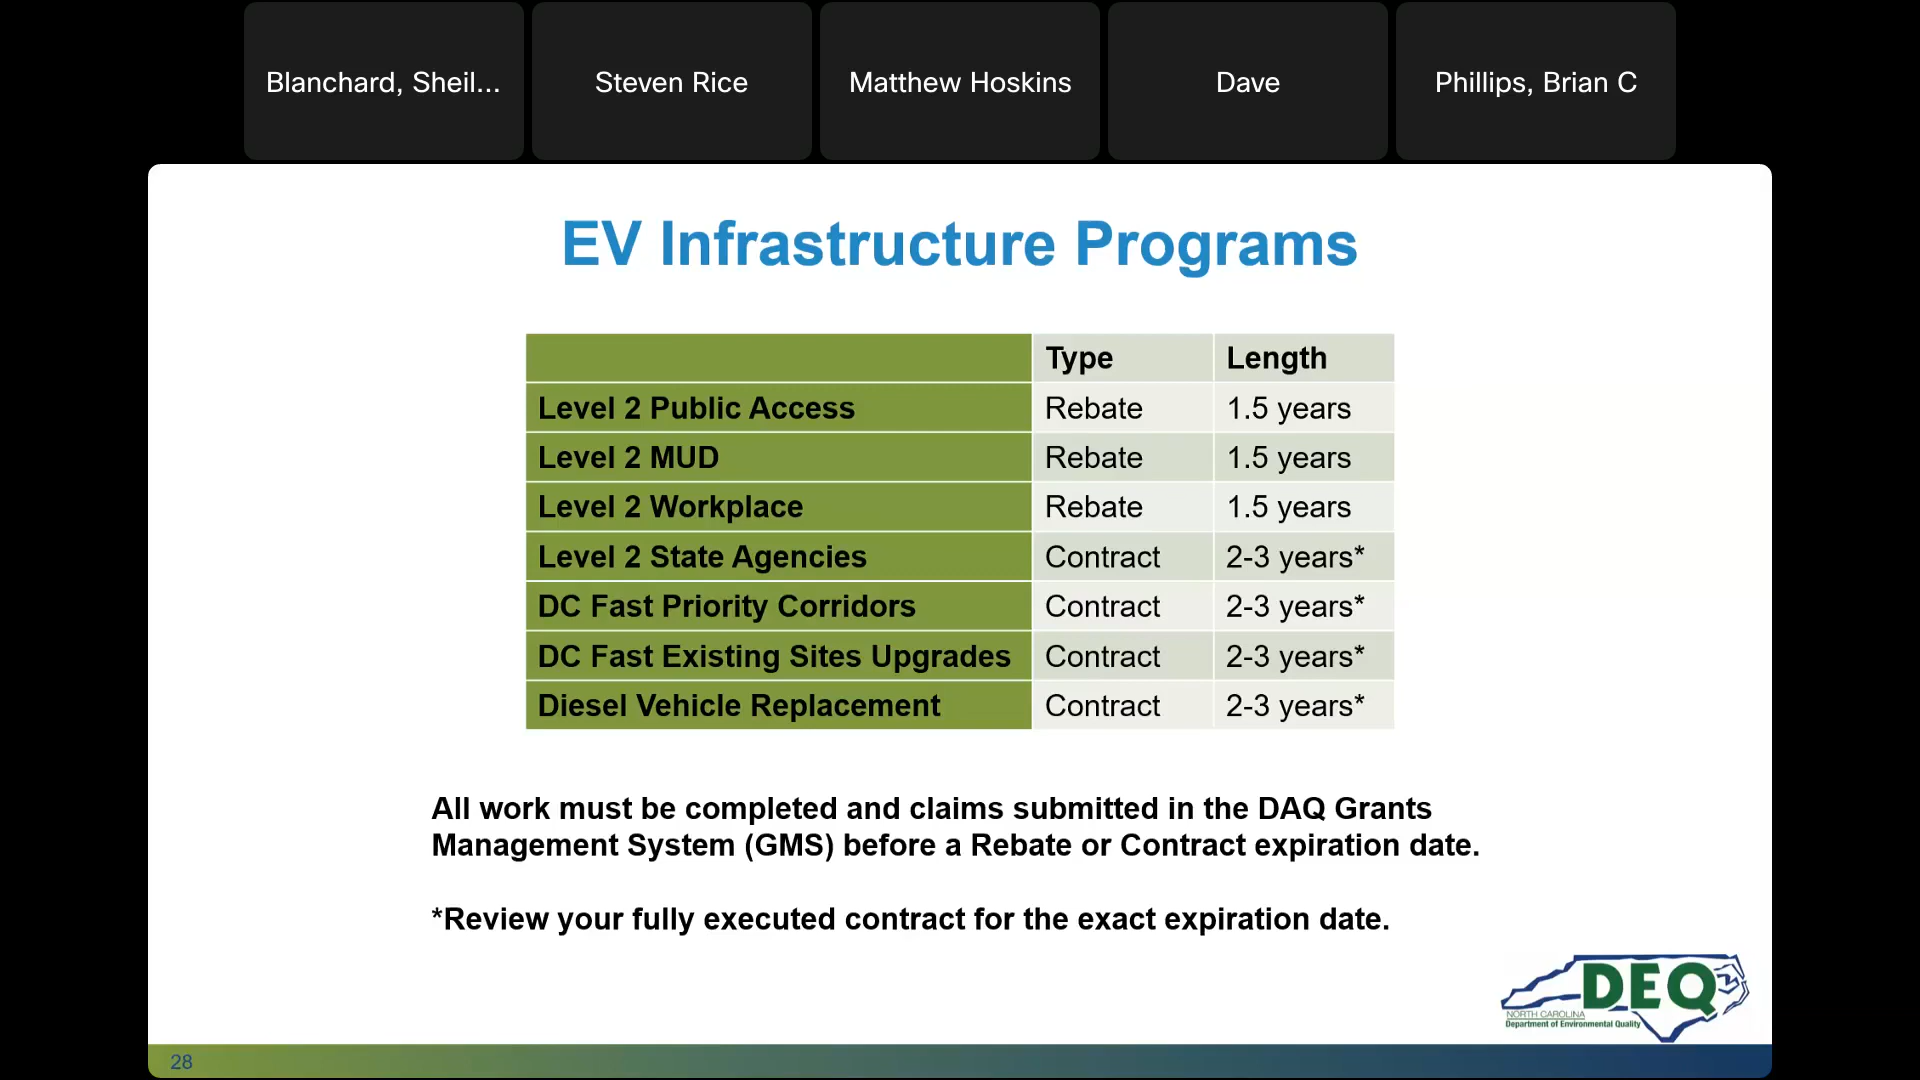 Blanchard, Sheil...
Steven Rice
Matthew Hoskins
Dave
Phillips, Brian C
EV Infrastructure Programs
Type Length
Level 2 Public Access Rebate 1.5 years
Level 2 MUD Rebate 1.5 years
Level 2 Workplace Rebate 1.5 years
Level 2 State Agencies Contract 2-3 years*
DC Fast Priority Corridors Contract 2-3 years*
DC Fast Existing Sites Upgrades Contract 2-3 years*
Diesel Vehicle Replacement Contract 2-3 years*
All work must be completed and claims submitted in the DAQ Grants
Management System (GMS) before a Rebate or Contract expiration date.
*Review your fully executed contract for the exact expiration date.
DEQ
NORTH CAROLINA
Department of Environmental Quality
28